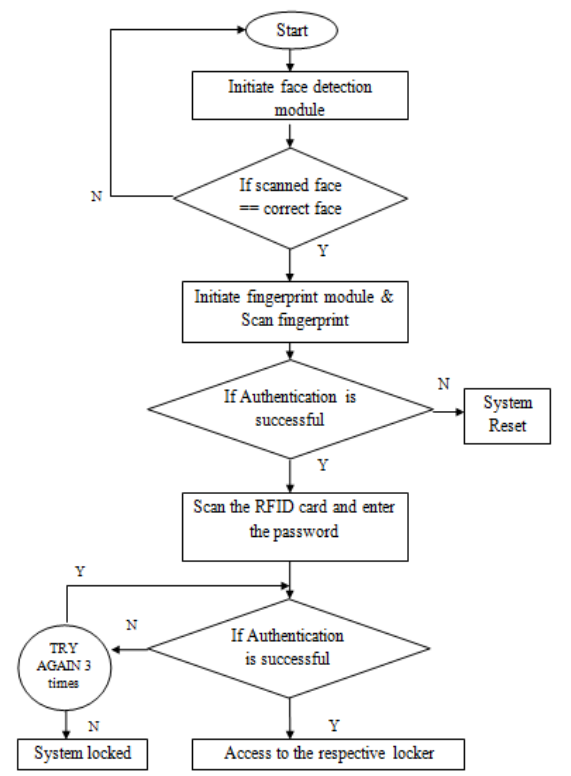 Start
Initiate face detection
module
If scanned face
== correct face
N
Y
Initiate fingerprint module &
Scan fingerprint
If Authentication is
successful
N
System
Reset
Y
Scan the RFID card and enter
the password
Y
N
If Authentication
is successful
TRY
AGAIN 3
times
N
Y
System locked
Access to the respective locker